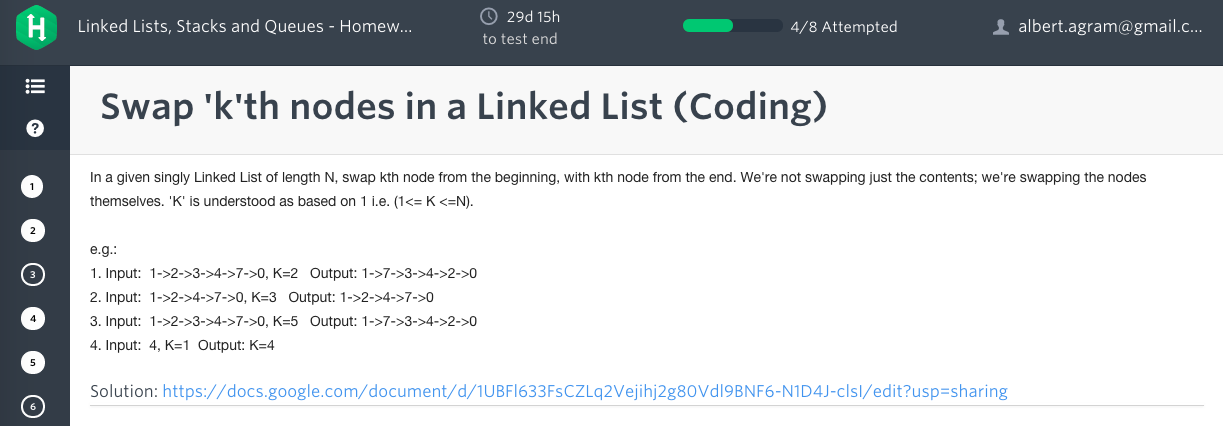 Linked Lists, Stacks and Queues - Homew...
29d 15h
to test end
4/8 Attempted
albert.agram@gmail.c...
Swap 'k'th nodes in a Linked List (Coding)
In a given singly Linked List of length N, swap kth node from the beginning, with kth node from the end. We're not swapping just the contents; we're swapping the nodes
themselves. 'K' is understood as based on 1 i.e. (1<= K <=N).
e.g.:
1. Input:  1->2->3->4->7->0, K=2   Output: 1->7->3->4->2->0
2. Input:  1->2->4->7->0, K=3   Output: 1->2->4->7->0
3. Input:  1->2->3->4->7->0, K=5   Output: 1->7->3->4->2->0
4. Input:  4, K=1  Output: K=4
Solution: https://docs.google.com/document/d/1UBFl633FsCZLq2Vejihj2g80Vdl9BNF6-N1D4J-clsI/edit?usp=sharing
?
1
2
3
4
5
6